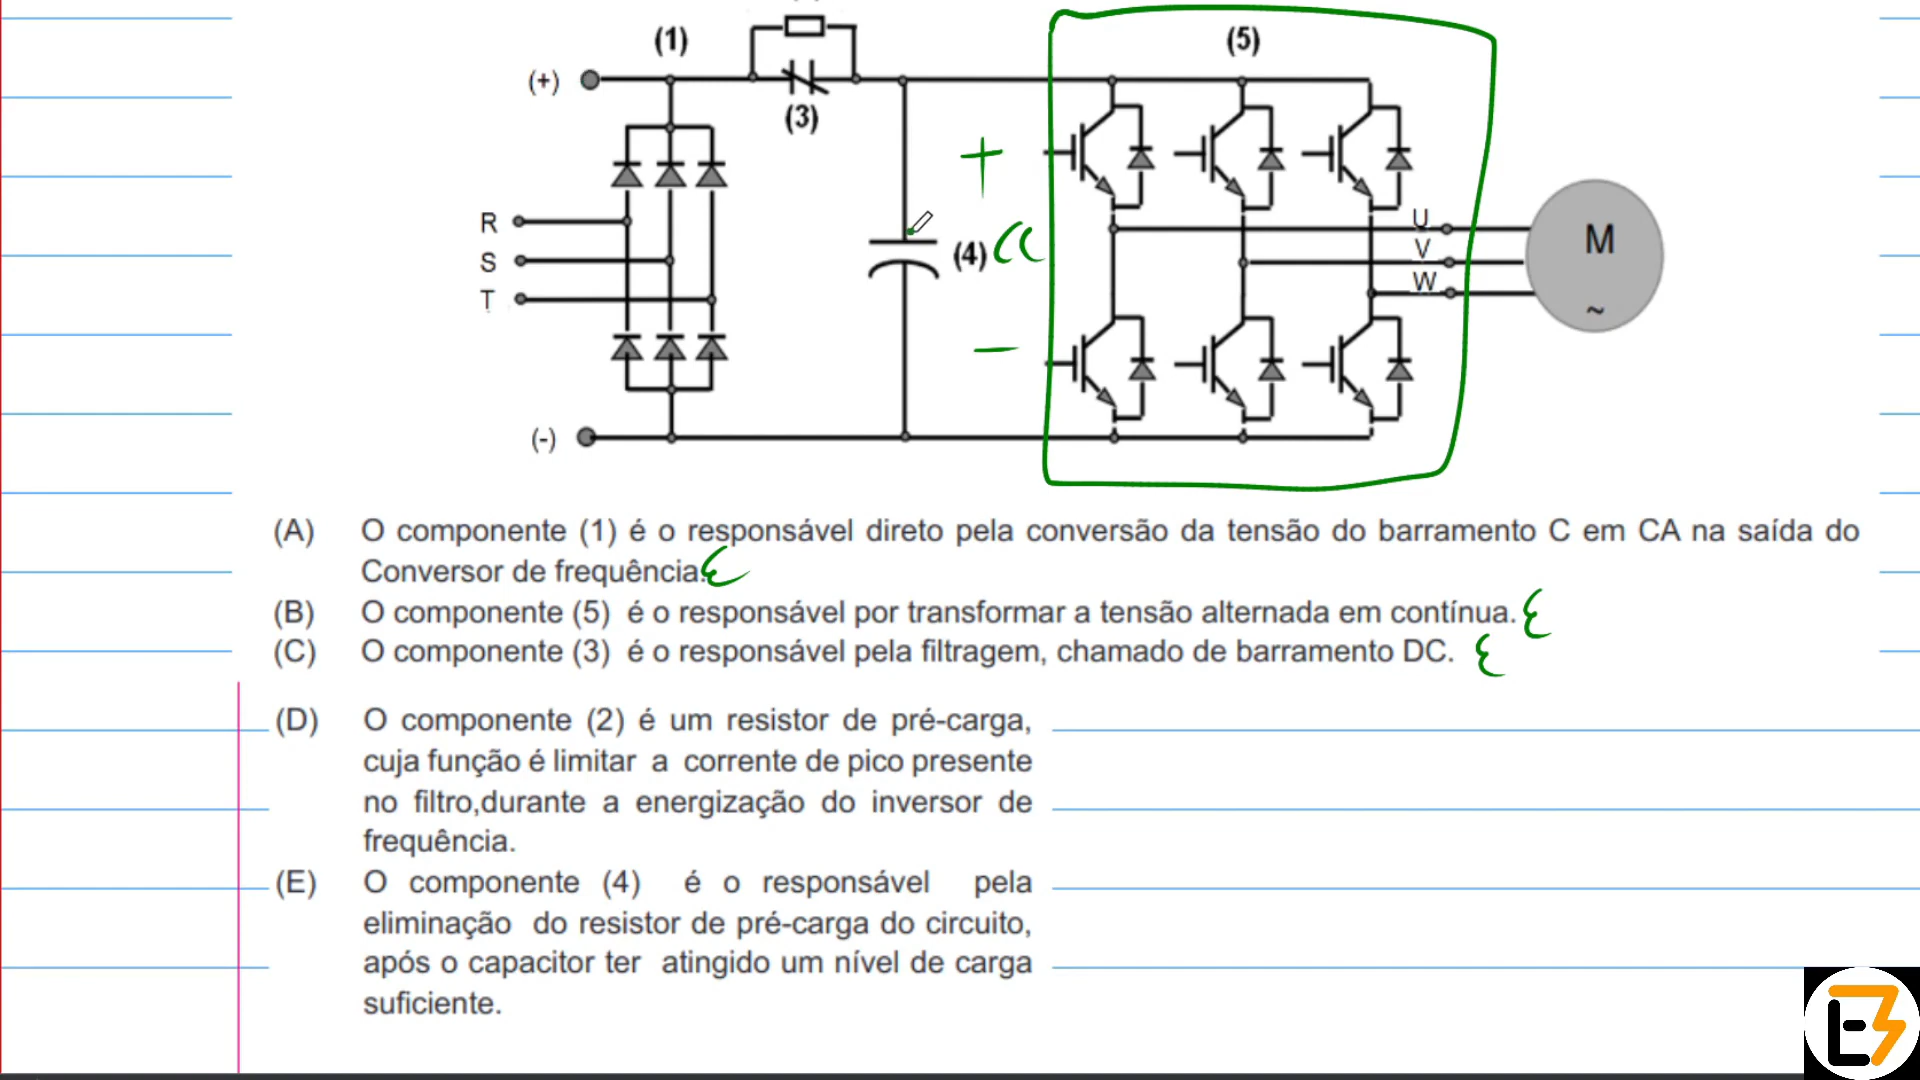 (1)
(5)
(+)
(3)
+
R
U
M
S
(4) CC
V
T
W
~
-
(-)
(A) O componente (1) é o responsável direto pela conversão da tensão do barramento C em CA na saída do
Conversor de frequência. E
(B) O componente (5) é o responsável por transformar a tensão alternada em contínua. E
(C) O componente (3) é o responsável pela filtragem, chamado de barramento DC. E
(D) O componente (2) é um resistor de pré-carga,
cuja função é limitar a corrente de pico presente
no filtro,durante a energização do inversor de
frequência.
(E) O componente (4) é o responsável pela
eliminação do resistor de pré-carga do circuito,
após o capacitor ter atingido um nível de carga
suficiente.